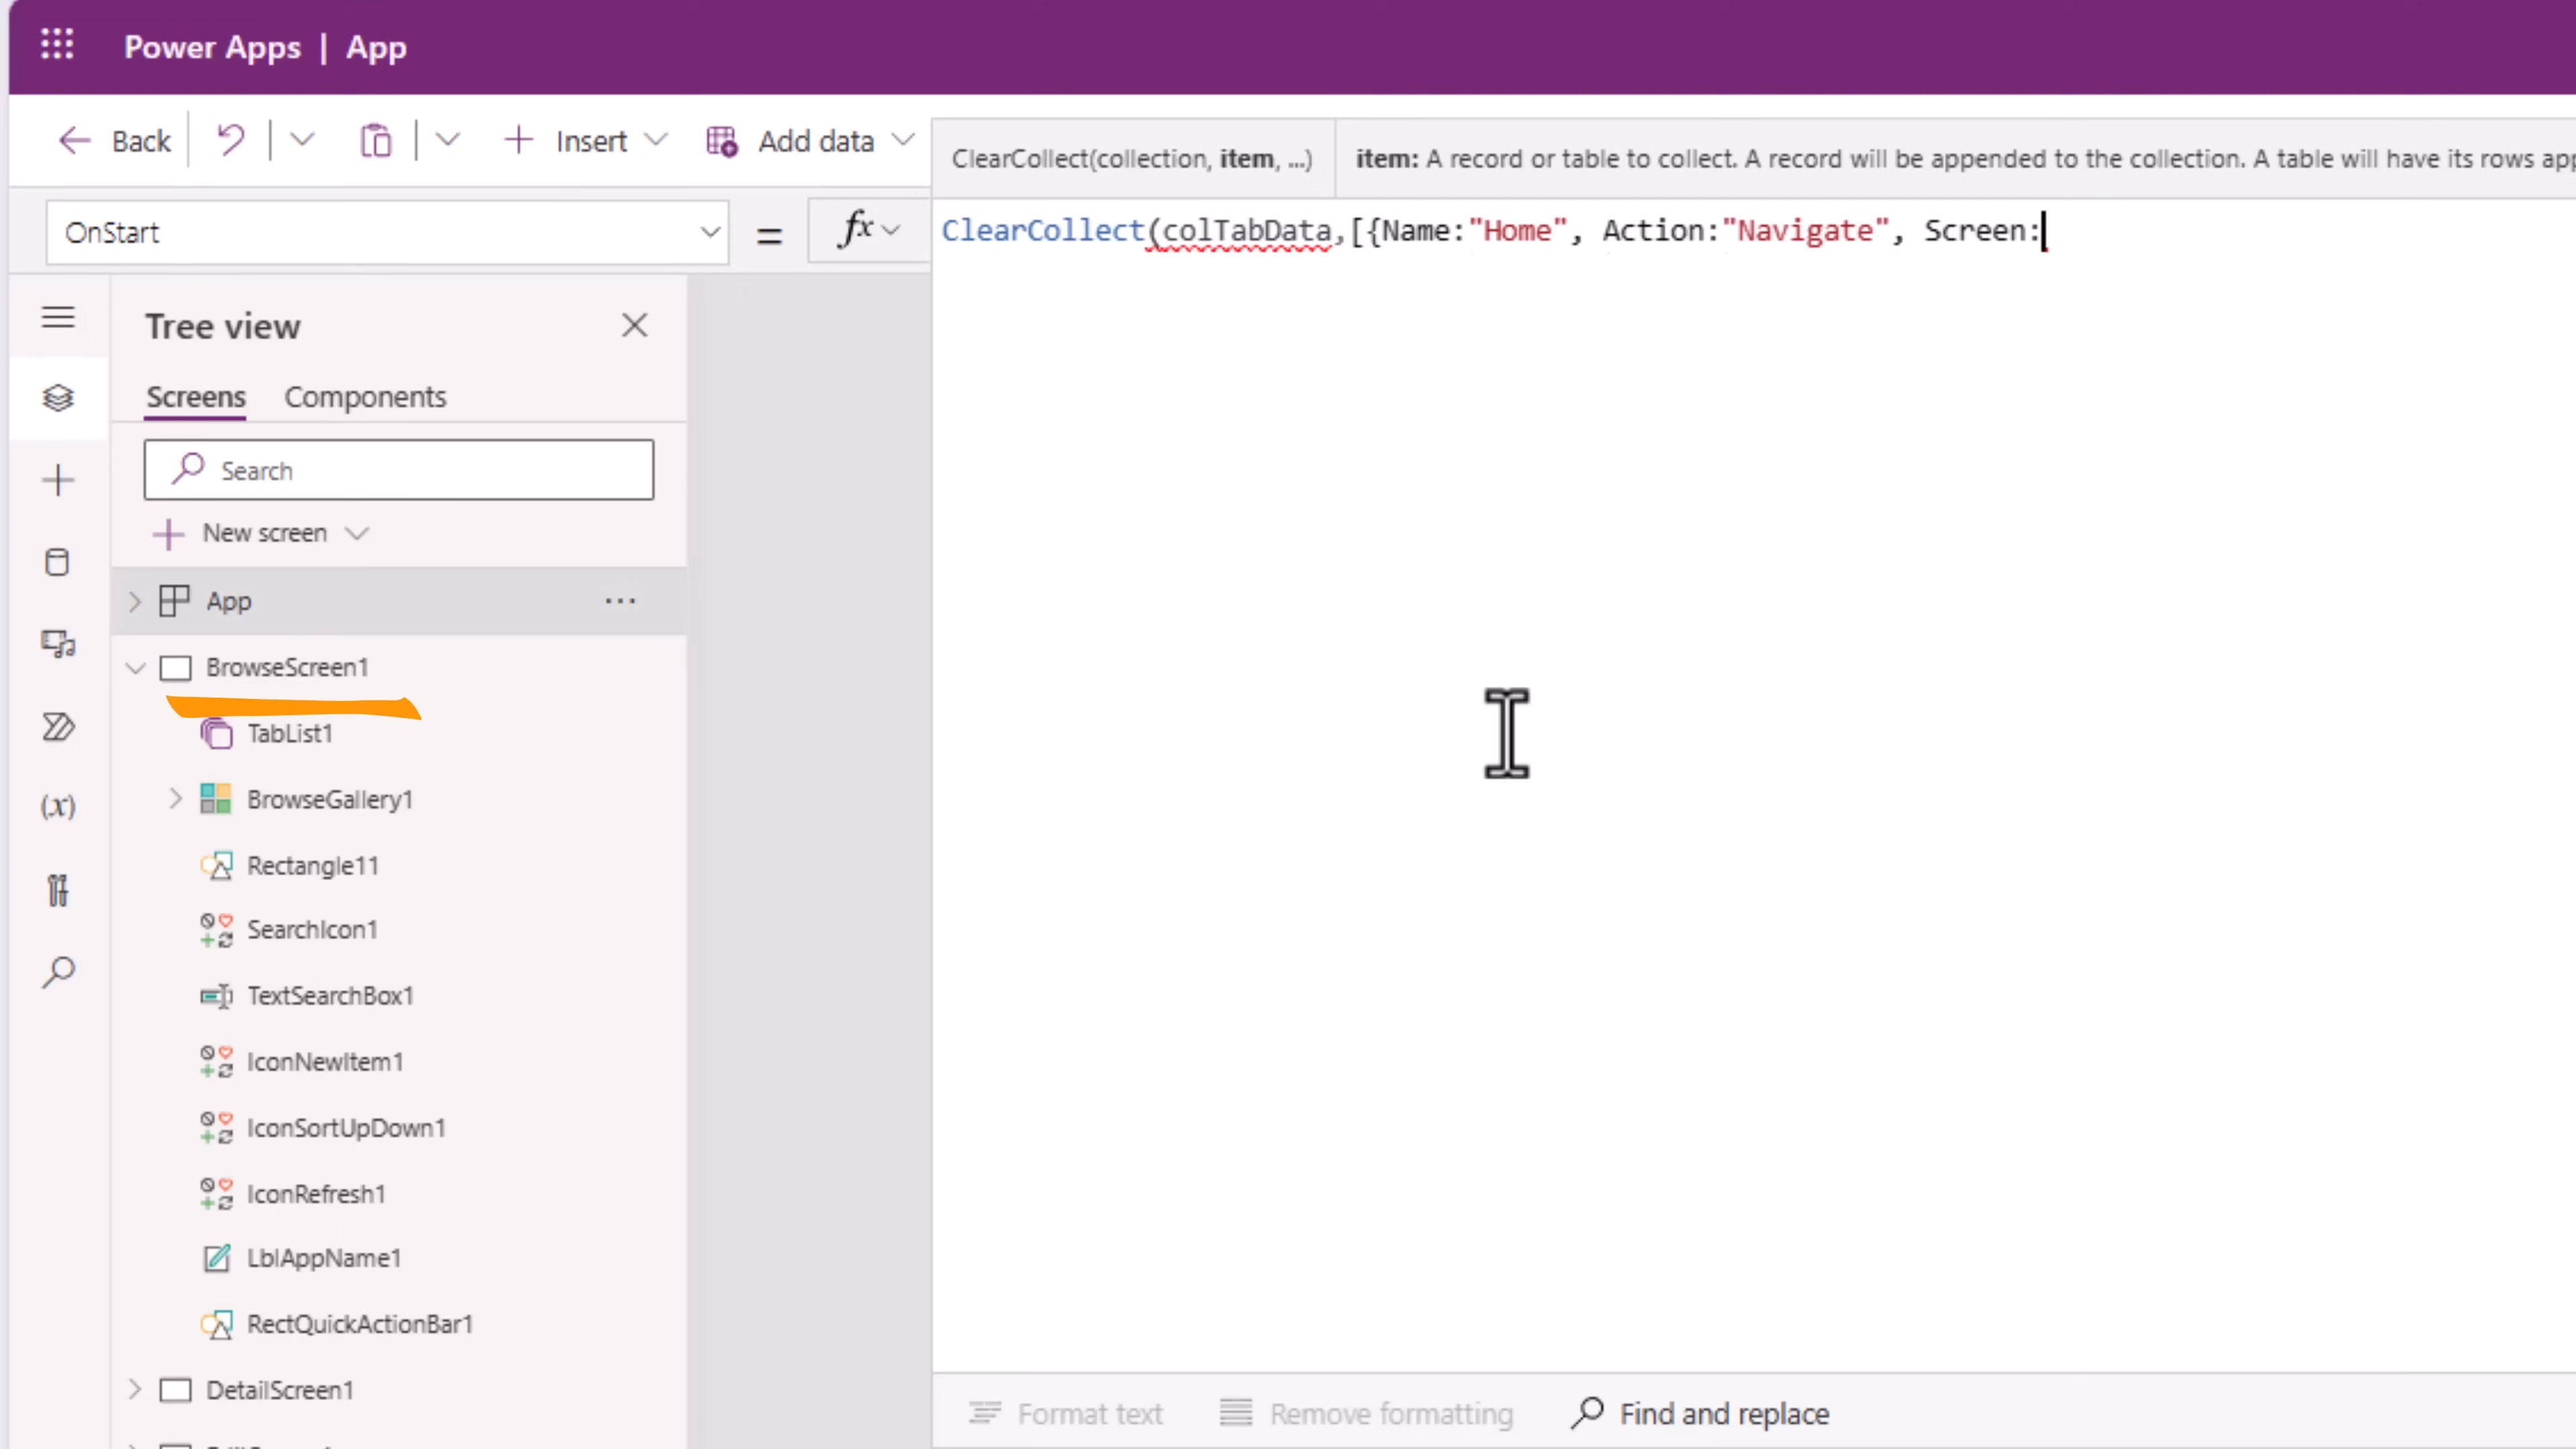 Power Apps | App
Back
Insert
Add data
ClearCollect(collection, item, ...)
item: A record or table to collect. A record will be appended to the collection. A table will have its rows
OnStart
=
fx
ClearCollect(colTabData,[{Name:"Home", Action:"Navigate", Screen:
Tree view
Screens
Components
Search
New screen
App
BrowseScreen1
TabList1
BrowseGallery1
Rectangle11
SearchIcon1
TextSearchBox1
IconNewItem1
IconSortUpDown1
IconRefresh1
LblAppName1
RectQuickActionBar1
DetailScreen1
(x)
Format text
Remove formatting
Find and replace